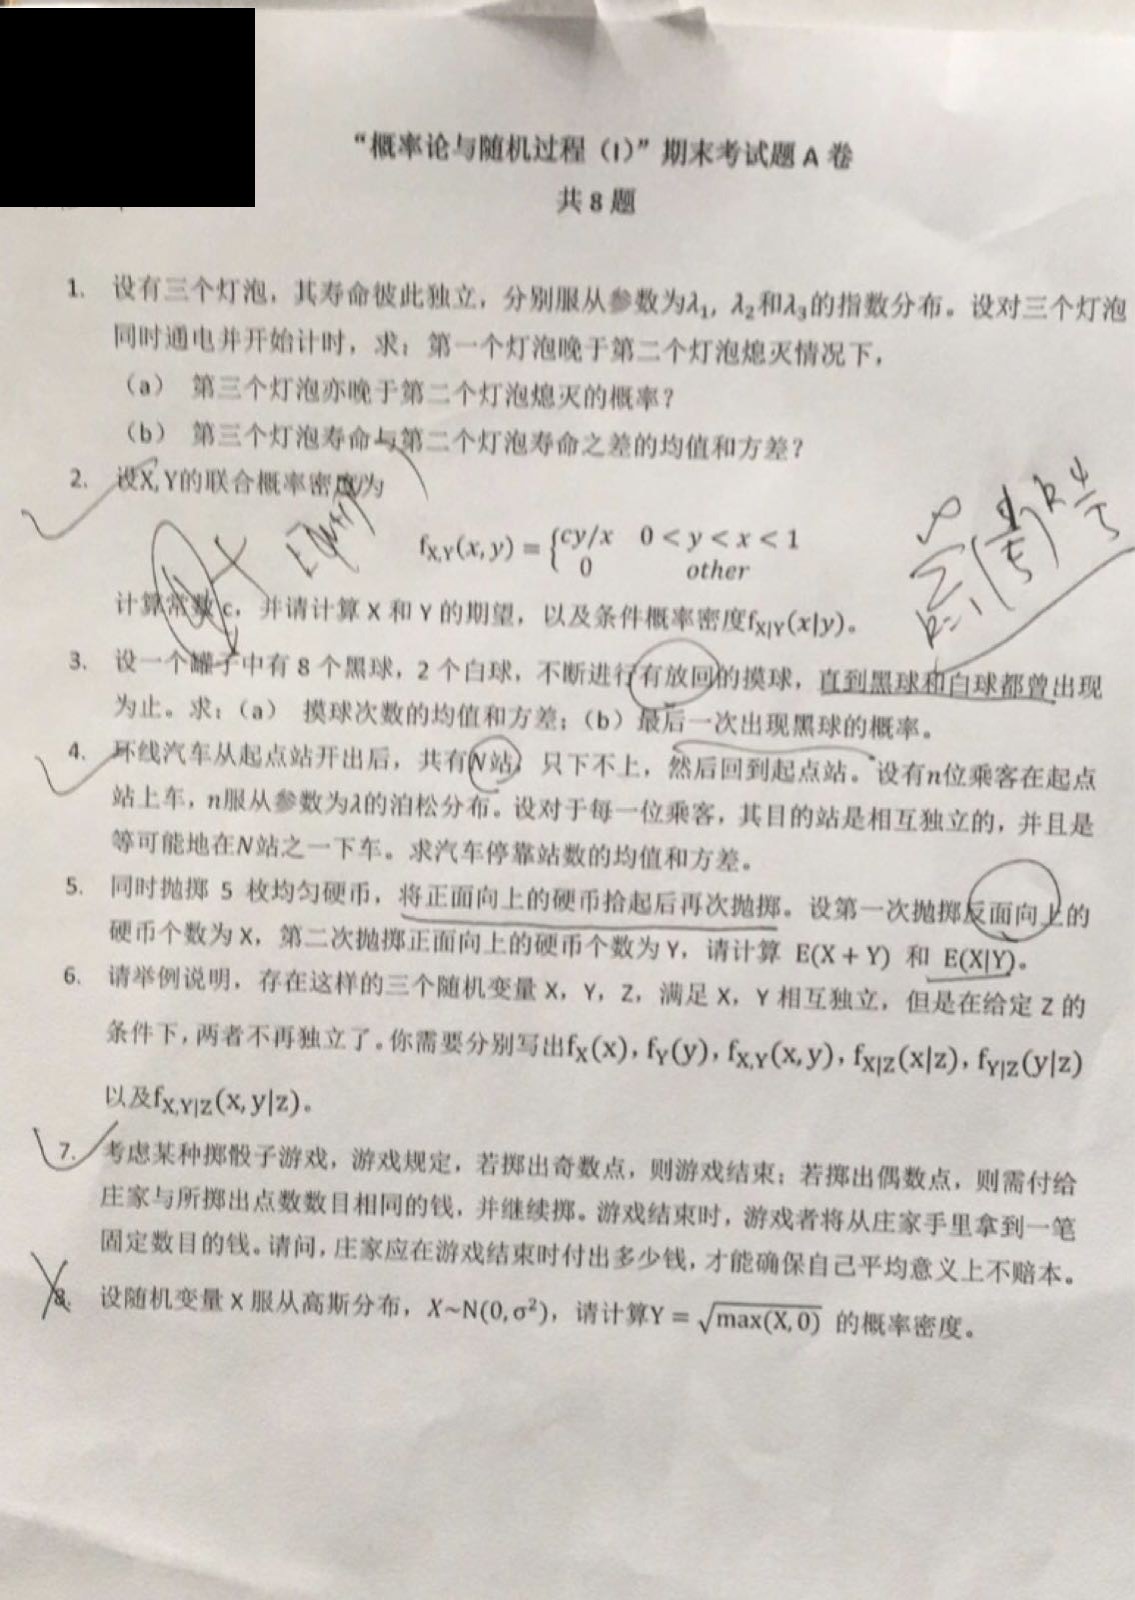 “概率论与随机过程（I）”期末考试题 A 卷
共 8 题
1. 设有三个灯泡，其寿命彼此独立，分别服从参数为λ₁，λ₂和λ₃的指数分布。设对三个灯泡
同时通电并开始计时，求：第一个灯泡晚于第二个灯泡熄灭情况下，
（a） 第三个灯泡亦晚于第二个灯泡熄灭的概率？
（b） 第三个灯泡寿命与第二个灯泡寿命之差的均值和方差？
2. 设X, Y的联合概率密度为
f_{X,Y}(x, y) = { cy/x 0 < y < x < 1
0 other
计算常数 c，并请计算 X 和 Y 的期望，以及条件概率密度f_{X|Y}(x|y)。
3. 设一个罐子中有 8 个黑球，2 个白球，不断进行有放回的摸球，直到黑球和白球都曾出现
为止。求：（a） 摸球次数的均值和方差；（b）最后一次出现黑球的概率。
4. 环线汽车从起点站开出后，共有N站，只下不上，然后回到起点站。设有n位乘客在起点
站上车，n服从参数为λ的泊松分布。设对于每一位乘客，其目的站是相互独立的，并且是
等可能地在N站之一下车。求汽车停靠站数的均值和方差。
5. 同时抛掷 5 枚均匀硬币，将正面向上的硬币拾起后再次抛掷。设第一次抛掷反面向上的
硬币个数为 X，第二次抛掷正面向上的硬币个数为 Y，请计算 E(X + Y) 和 E(X|Y)。
6. 请举例说明，存在这样的三个随机变量 X，Y，Z，满足 X，Y 相互独立，但是在给定 Z 的
条件下，两者不再独立了。你需要分别写出f_X(x), f_Y(y), f_{X,Y}(x, y), f_{X|Z}(x|z), f_{Y|Z}(y|z)
以及f_{X,Y|Z}(x, y|z)。
7. 考虑某种掷骰子游戏，游戏规定，若掷出奇数点，则游戏结束；若掷出偶数点，则需付给
庄家与所掷出点数数目相同的钱，并继续掷。游戏结束时，游戏者将从庄家手里拿到一笔
固定数目的钱。请问，庄家应在游戏结束时付出多少钱，才能确保自己平均意义上不赔本。
8. 设随机变量 X 服从高斯分布，X~N(0, σ²)，请计算Y = √max(X, 0) 的概率密度。